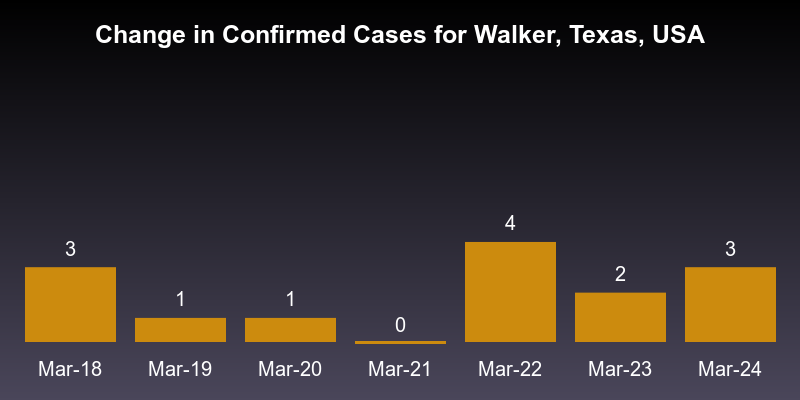 Change in Confirmed Cases for Walker, Texas, USA
3
1
1
0
4
2
3
Mar-18
Mar-19
Mar-20
Mar-21
Mar-22
Mar-23
Mar-24